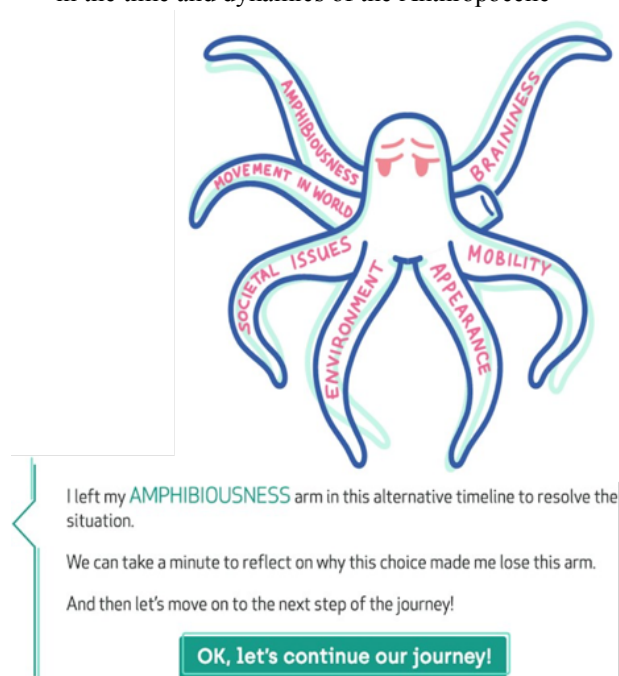 in the time and dynamics of the Anthropocene
AMPHIBIOUSNESS
BRAININESS
MOVEMENT IN WORLD
SOCIETAL ISSUES
MOBILITY
ENVIRONMENT
APPEARANCE
I left my AMPHIBIOUSNESS arm in this alternative timeline to resolve the
situation.
We can take a minute to reflect on why this choice made me lose this arm.
And then let's move on to the next step of the journey!
OK, let's continue our journey!